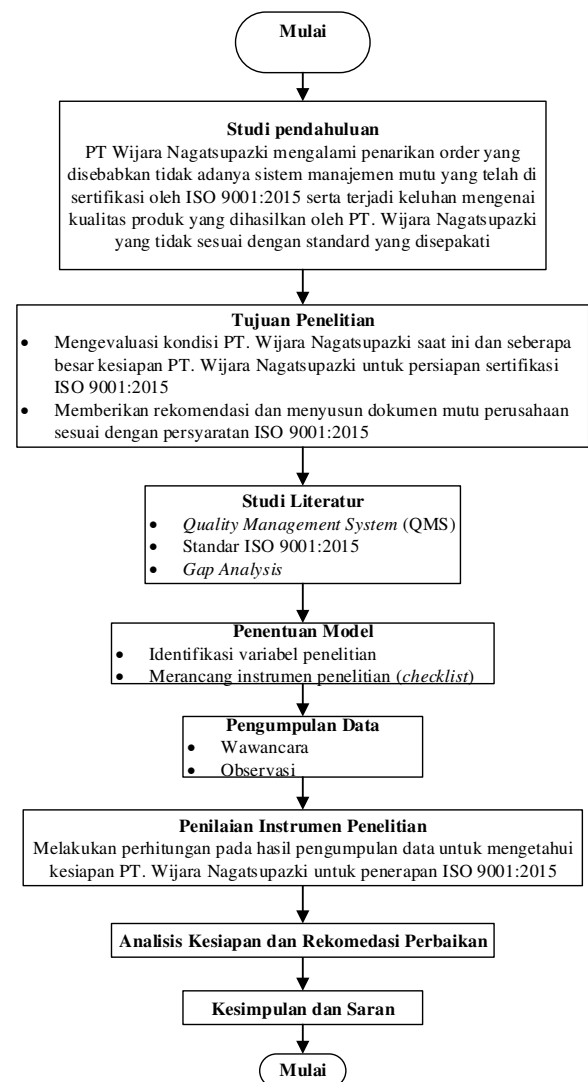 Mulai
Studi pendahuluan
PT Wijara Nagatsupazki mengalami penarikan order yang
disebabkan tidak adanya sistem manajemen mutu yang telah di
sertifikasi oleh ISO 9001:2015 serta terjadi keluhan mengenai
kualitas produk yang dihasilkan oleh PT. Wijara Nagatsupazki
yang tidak sesuai dengan standard yang disepakati
Tujuan Penelitian
• Mengevaluasi kondisi PT. Wijara Nagatsupazki saat ini dan seberapa
besar kesiapan PT. Wijara Nagatsupazki untuk persiapan sertifikasi
ISO 9001:2015
• Memberikan rekomendasi dan menyusun dokumen mutu perusahaan
sesuai dengan persyaratan ISO 9001:2015
Studi Literatur
• Quality Management System (QMS)
• Standar ISO 9001:2015
• Gap Analysis
Penentuan Model
• Identifikasi variabel penelitian
• Merancang instrumen penelitian (checklist)
Pengumpulan Data
• Wawancara
• Observasi
Penilaian Instrumen Penelitian
Melakukan perhitungan pada hasil pengumpulan data untuk mengetahui
kesiapan PT. Wijara Nagatsupazki untuk penerapan ISO 9001:2015
Analisis Kesiapan dan Rekomedasi Perbaikan
Kesimpulan dan Saran
Mulai